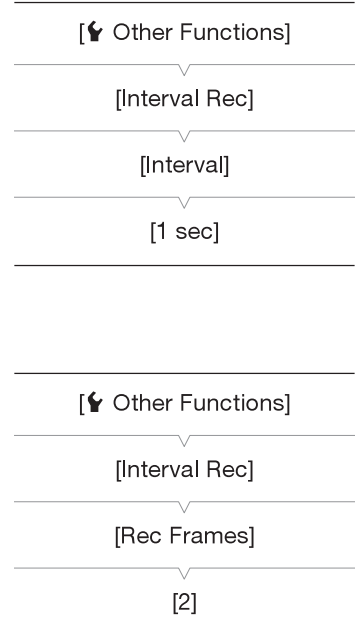 [ Other Functions]
[Interval Rec]
[Interval]
[1 sec]
[ Other Functions]
[Interval Rec]
[Rec Frames]
[2]